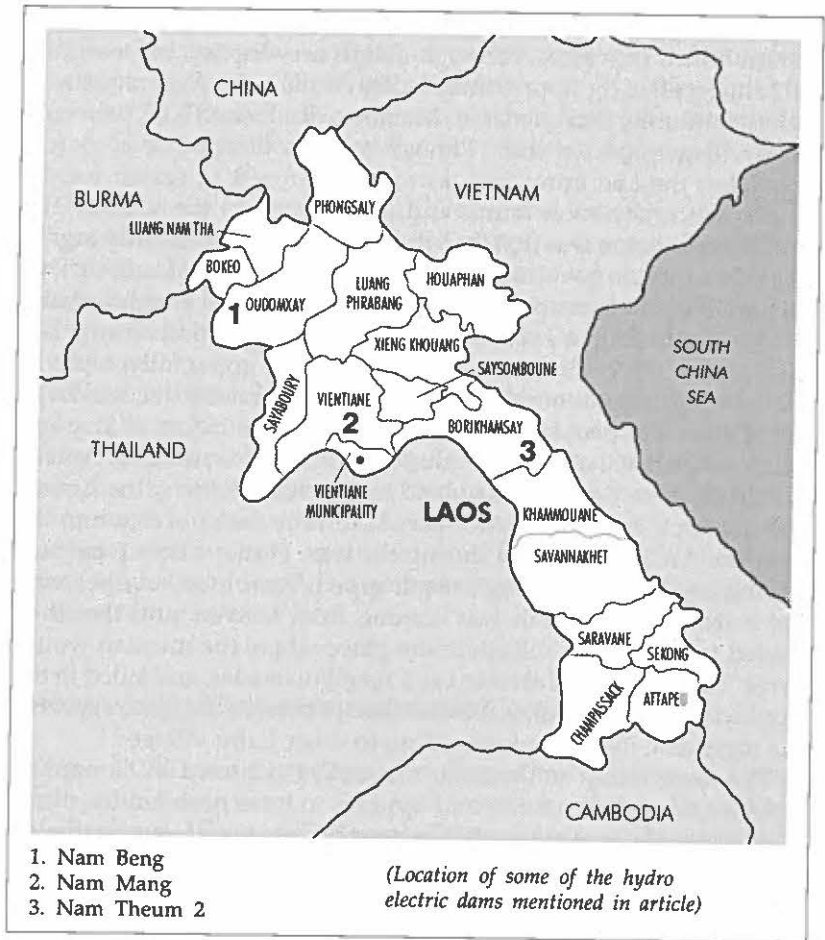 CHINA
BURMA
VIETNAM
PHONGSALY
LUANG NAM THA
BOKEO
1
OUDOMXAY
LUANG
PHRABANG
HOUAPHAN
XIENG KHOUANG
SAYSOMBOUNE
SOUTH
CHINA
SEA
SAYABOURY
VIENTIANE
2
BORIKHAMSAY
3
THAILAND
VIENTIANE
MUNICIPALITY
LAOS
KHAMMOUANE
SAVANNAKHET
SARAVANE
SEKONG
CHAMPASSACK
ATTAPEU
CAMBODIA
1. Nam Beng
2. Nam Mang
3. Nam Theum 2
(Location of some of the hydro
electric dams mentioned in article)